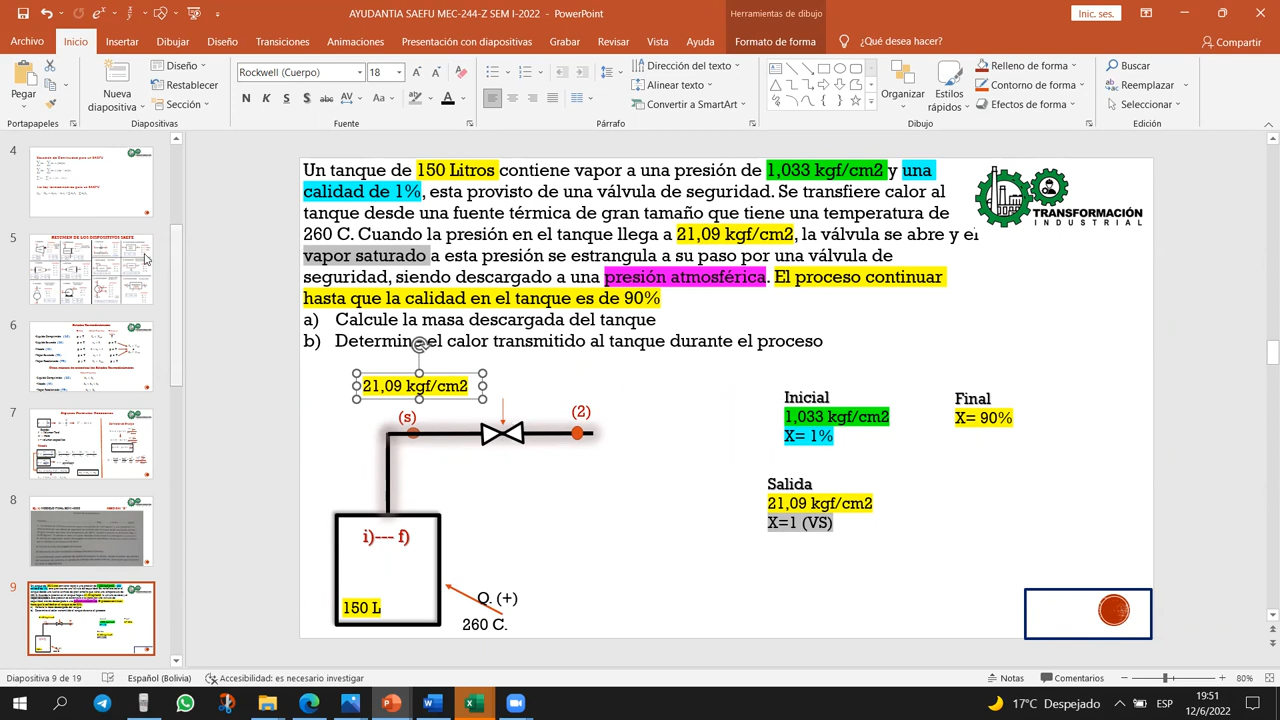 AYUDANTIA SAEFU MEC-244-Z SEM I-2022 - PowerPoint
Herramientas de dibujo
Inic. ses.
Archivo Inicio Insertar Dibujar Diseño Transiciones Animaciones Presentación con diapositivas Grabar Revisar Vista Ayuda Formato de forma ¿Qué desea hacer? Compartir
Pegar
Nueva diapositiva
Diseño
Restablecer
Sección
Rockwell (Cuerpo) 18
N K S S abc AV Aa A
Dirección del texto
Alinear texto
Convertir a SmartArt
Organizar
Estilos rápidos
Relleno de forma
Contorno de forma
Efectos de forma
Buscar
Reemplazar
Seleccionar
Portapapeles Diapositivas Fuente Párrafo Dibujo Edición
4
7
8
9
Un tanque de 150 Litros contiene vapor a una presión de 1,033 kgf/cm2 y una
calidad de 1%, esta provisto de una válvula de seguridad. Se transfiere calor al
tanque desde una fuente térmica de gran tamaño que tiene una temperatura de
260 C. Cuando la presión en el tanque llega a 21,09 kgf/cm2. la válvula se abre y el
vapor saturado a esta presión se estrangula a su paso por una válvula de
seguridad, siendo descargado a una presión atmosférica. El proceso continuar
hasta que la calidad en el tanque es de 90%
a) Calcule la masa descargada del tanque
b) Determine el calor transmitido al tanque durante el proceso
TRANSFORMACIÓN
INDUSTRIAL
21,09 kgf/cm2
(s)
(2)
i)--- f)
150 L
Q. (+)
260 C.
Inicial
1,033 kgf/cm2
X= 1%
Final
X= 90%
Salida
21,09 kgf/cm2
X=1 (VS)
Diapositiva 9 de 19 Español (Bolivia) Accesibilidad: es necesario investigar Notas Comentarios 80%
17°C Despejado ESP
19:51
12/6/2022